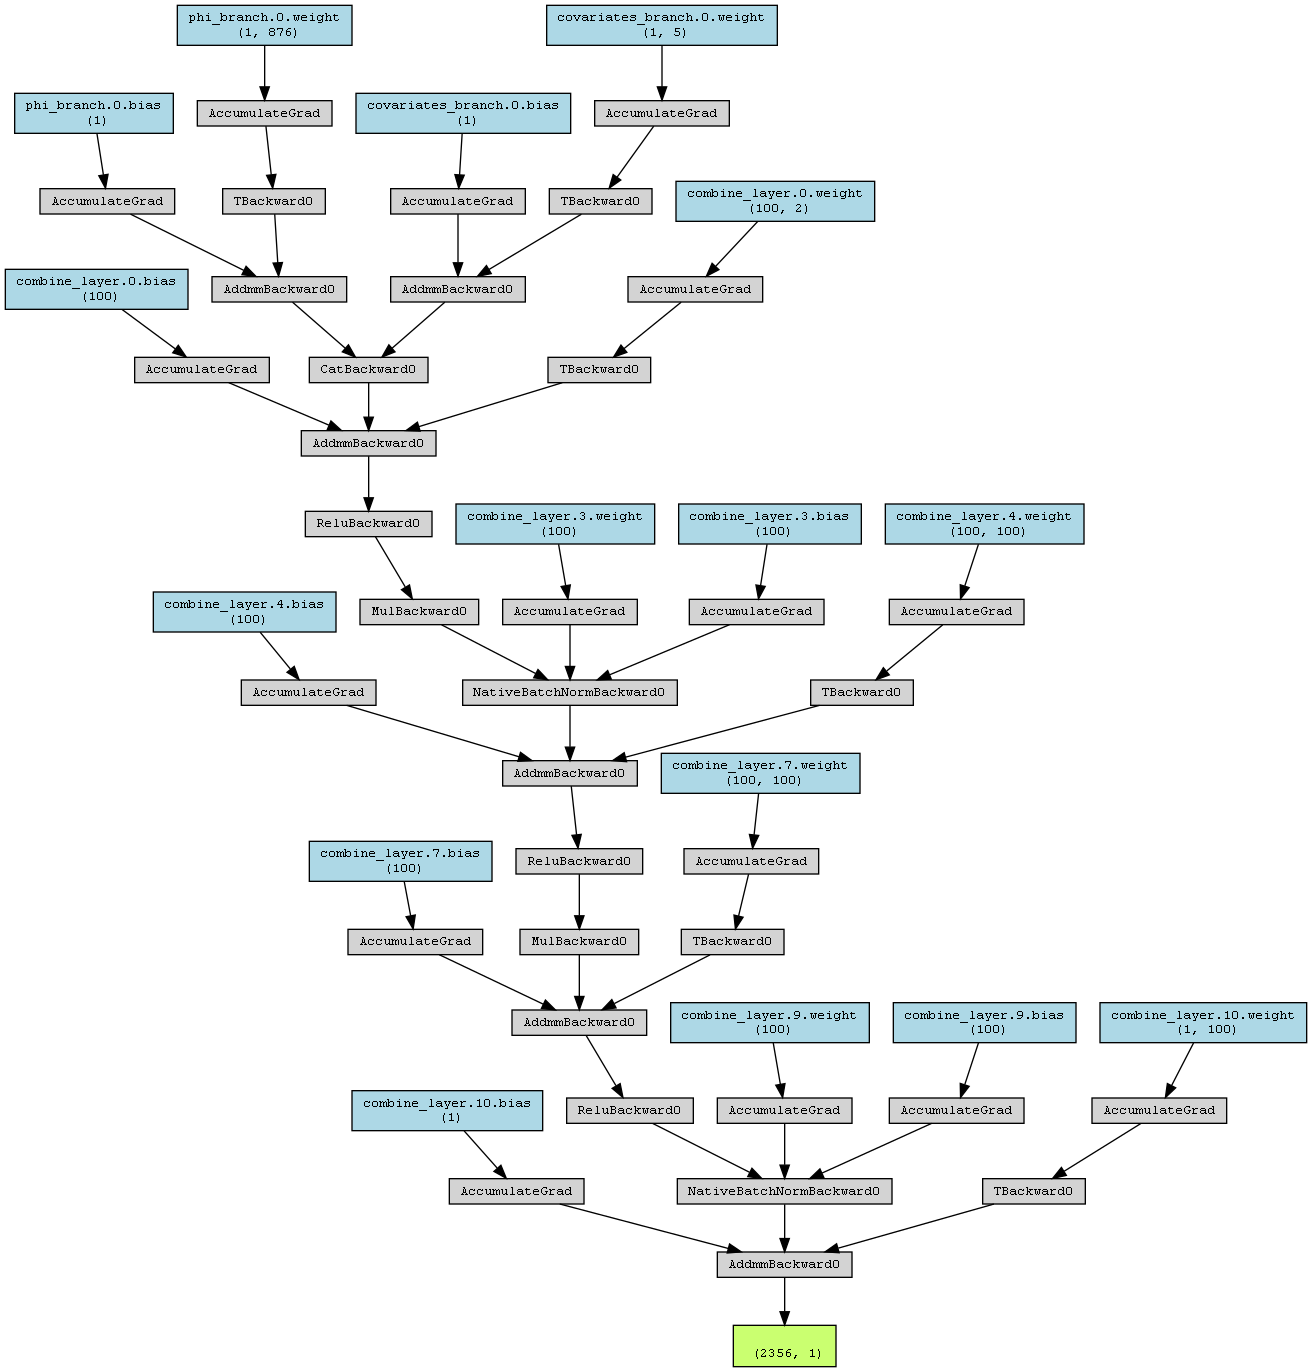 phi_branch.0.weight
(1, 876)
covariates_branch.0.weight
(1, 5)
phi_branch.0.bias
(1)
AccumulateGrad
covariates_branch.0.bias
(1)
AccumulateGrad
AccumulateGrad
TBackward0
AccumulateGrad
TBackward0
combine_layer.0.weight
(100, 2)
combine_layer.0.bias
(100)
AddmmBackward0
AddmmBackward0
AccumulateGrad
AccumulateGrad
CatBackward0
TBackward0
AddmmBackward0
ReluBackward0
combine_layer.3.weight
(100)
combine_layer.3.bias
(100)
combine_layer.4.weight
(100, 100)
combine_layer.4.bias
(100)
MulBackward0
AccumulateGrad
AccumulateGrad
AccumulateGrad
AccumulateGrad
NativeBatchNormBackward0
TBackward0
AddmmBackward0
combine_layer.7.weight
(100, 100)
combine_layer.7.bias
(100)
ReluBackward0
AccumulateGrad
AccumulateGrad
MulBackward0
TBackward0
AddmmBackward0
combine_layer.9.weight
(100)
combine_layer.9.bias
(100)
combine_layer.10.weight
(1, 100)
combine_layer.10.bias
(1)
ReluBackward0
AccumulateGrad
AccumulateGrad
AccumulateGrad
AccumulateGrad
NativeBatchNormBackward0
TBackward0
AddmmBackward0
(2356, 1)